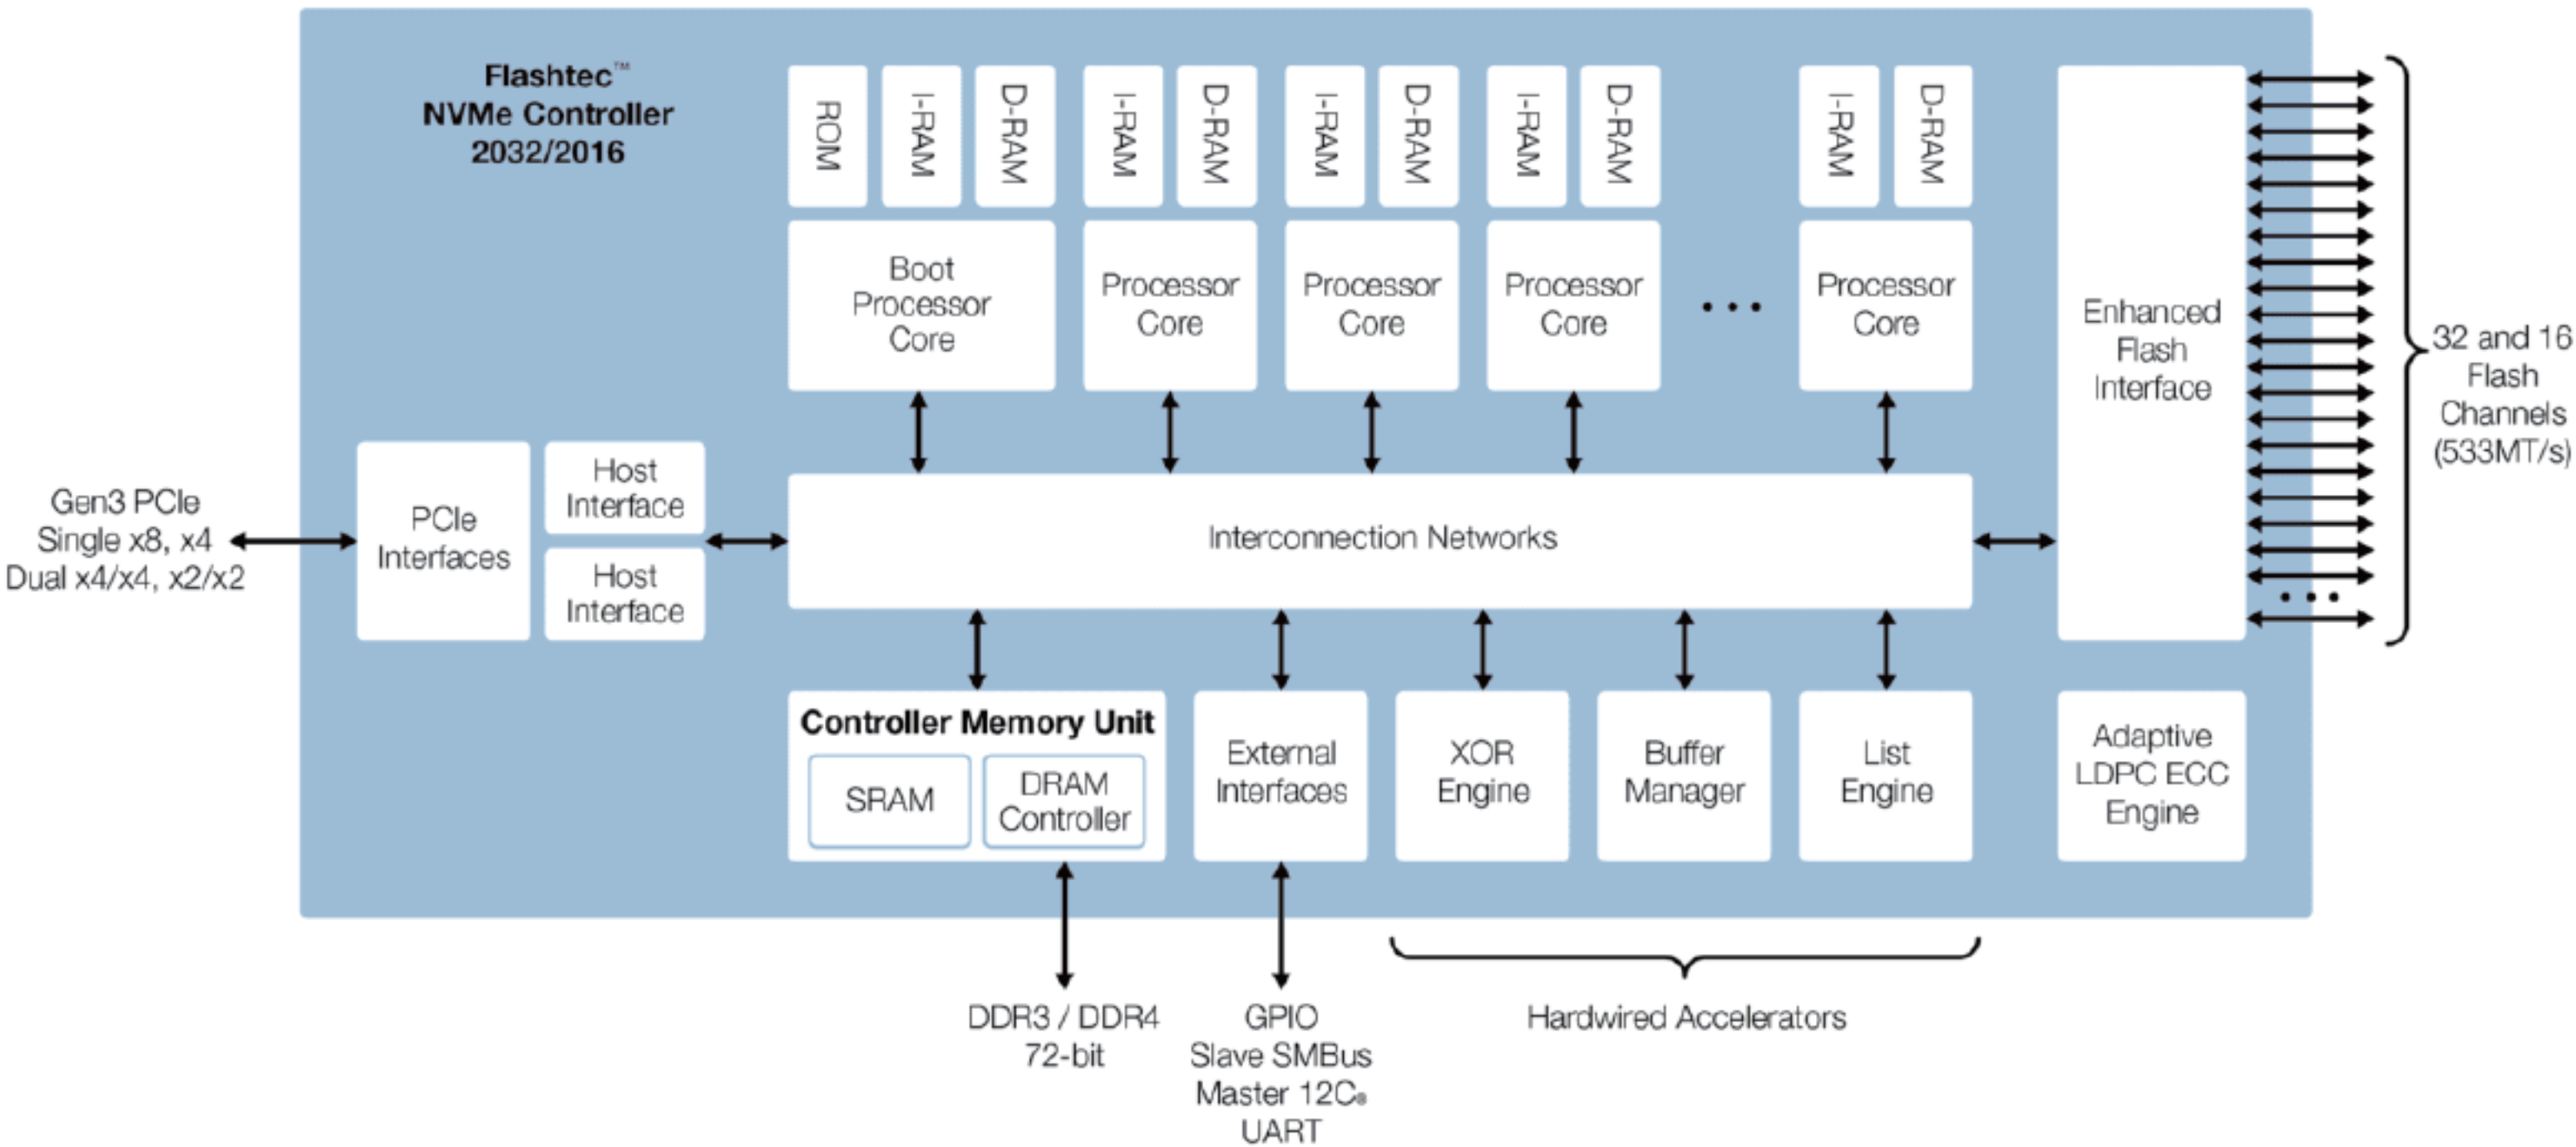 Flashtec™
NVMe Controller
2032/2016
ROM
I-RAM
D-RAM
I-RAM
D-RAM
I-RAM
D-RAM
I-RAM
D-RAM
I-RAM
D-RAM
Boot
Processor
Core
Processor
Core
Processor
Core
Processor
Core
...
Processor
Core
Enhanced
Flash
Interface
...
32 and 16
Flash
Channels
(533MT/s)
Gen3 PCIe
Single x8, x4
Dual x4/x4, x2/x2
PCIe
Interfaces
Host
Interface
Host
Interface
Interconnection Networks
Controller Memory Unit
SRAM
DRAM
Controller
External
Interfaces
XOR
Engine
Buffer
Manager
List
Engine
Adaptive
LDPC ECC
Engine
DDR3 / DDR4
72-bit
GPIO
Slave SMBus
Master 12C®
UART
Hardwired Accelerators